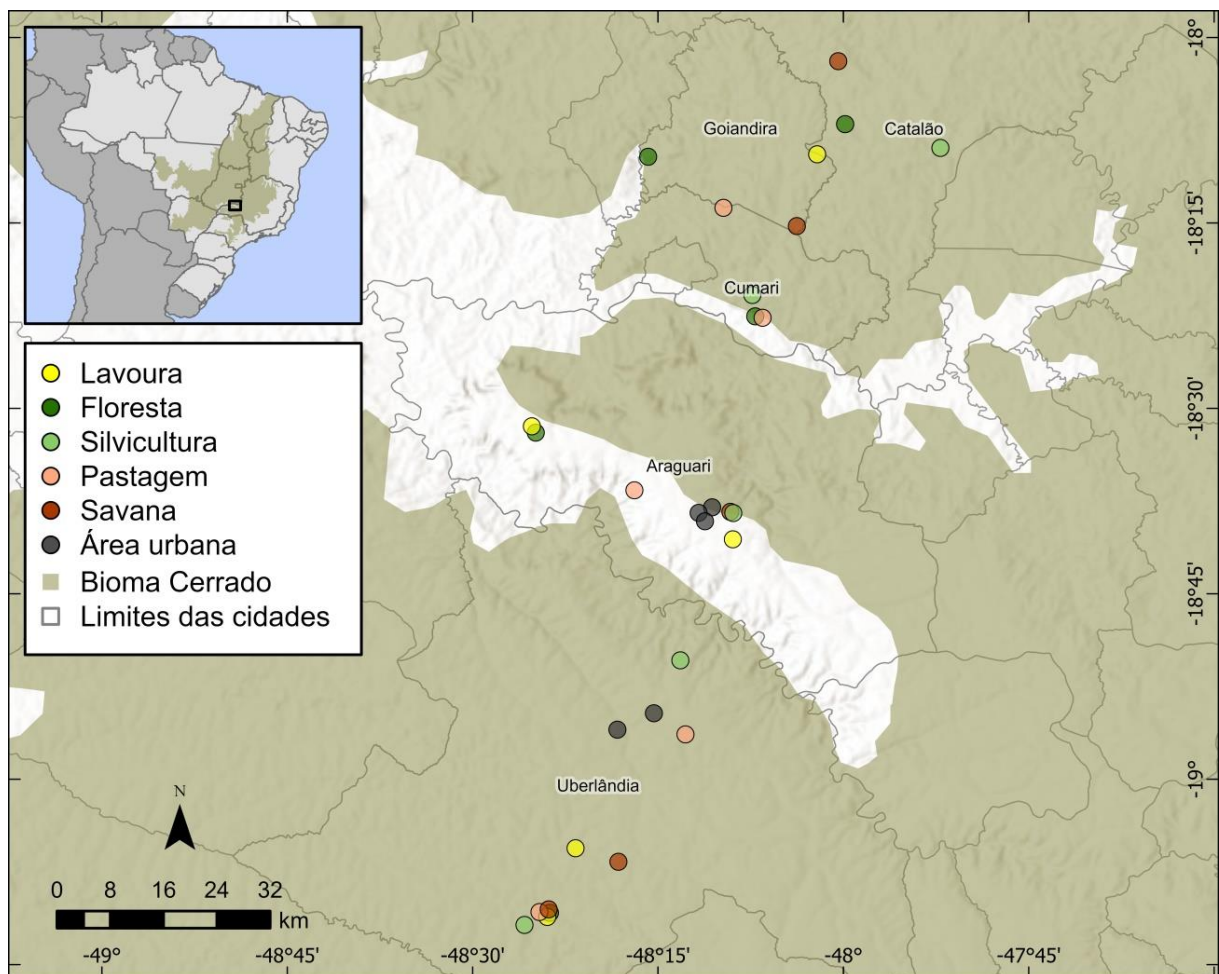 -18°
Goiandira
Catalão
-18°15'
Cumari
Lavoura
Floresta
Silvicultura
Pastagem
Savana
Área urbana
Bioma Cerrado
Limites das cidades
-18°30'
Araguari
-18°45'
-19°
Uberlândia
N
0 8 16 24 32
km
-49° -48°45' -48°30' -48°15' -48° -47°45'